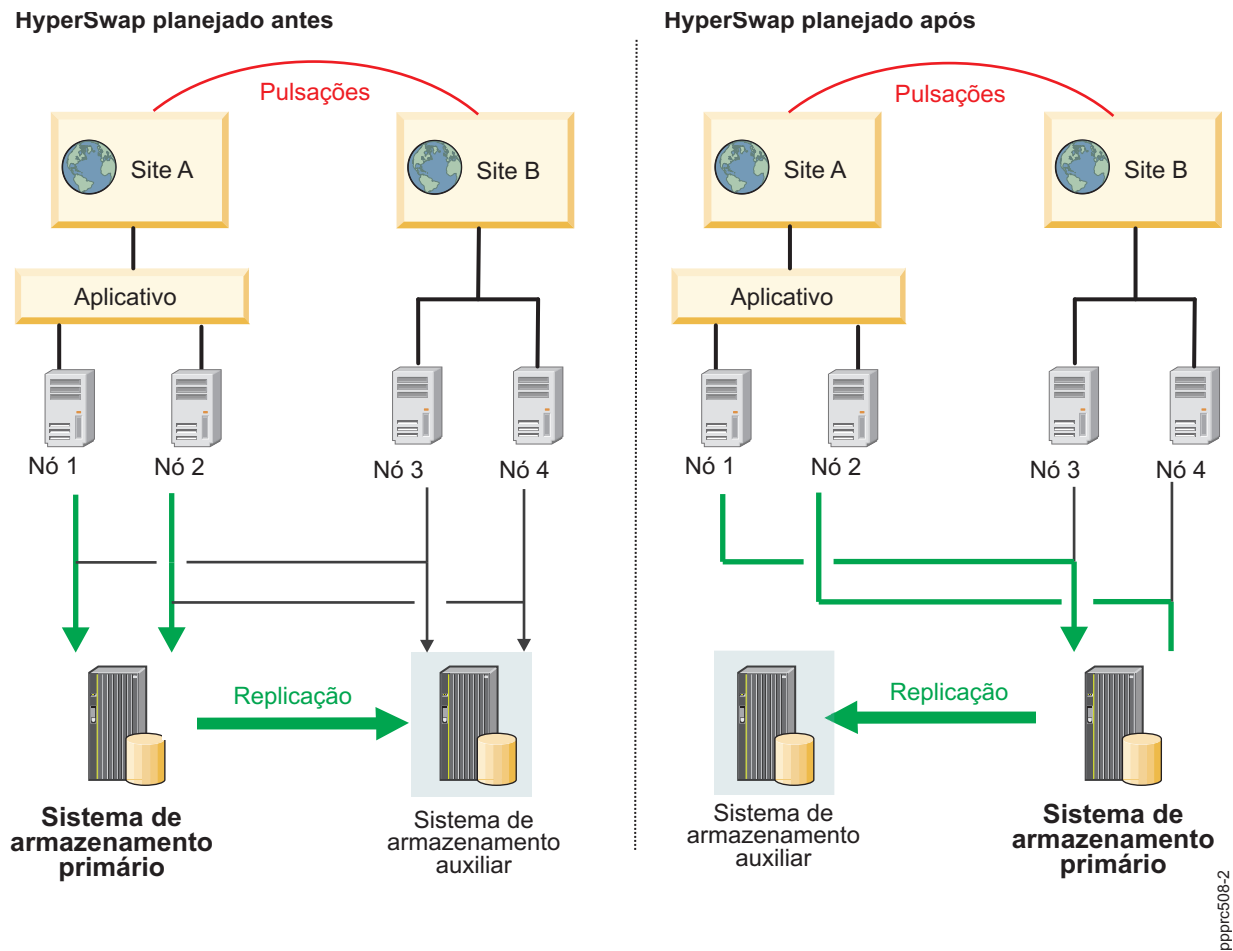 HyperSwap planejado antes
Pulsações
Site A
Site B
Aplicativo
Nó 1
Nó 2
Nó 3
Nó 4
Replicação
Sistema de
armazenamento
primário
Sistema de
armazenamento
auxiliar
HyperSwap planejado após
Pulsações
Site A
Site B
Aplicativo
Nó 1
Nó 2
Nó 3
Nó 4
Replicação
Sistema de
armazenamento
auxiliar
Sistema de
armazenamento
primário
ppprc508-2